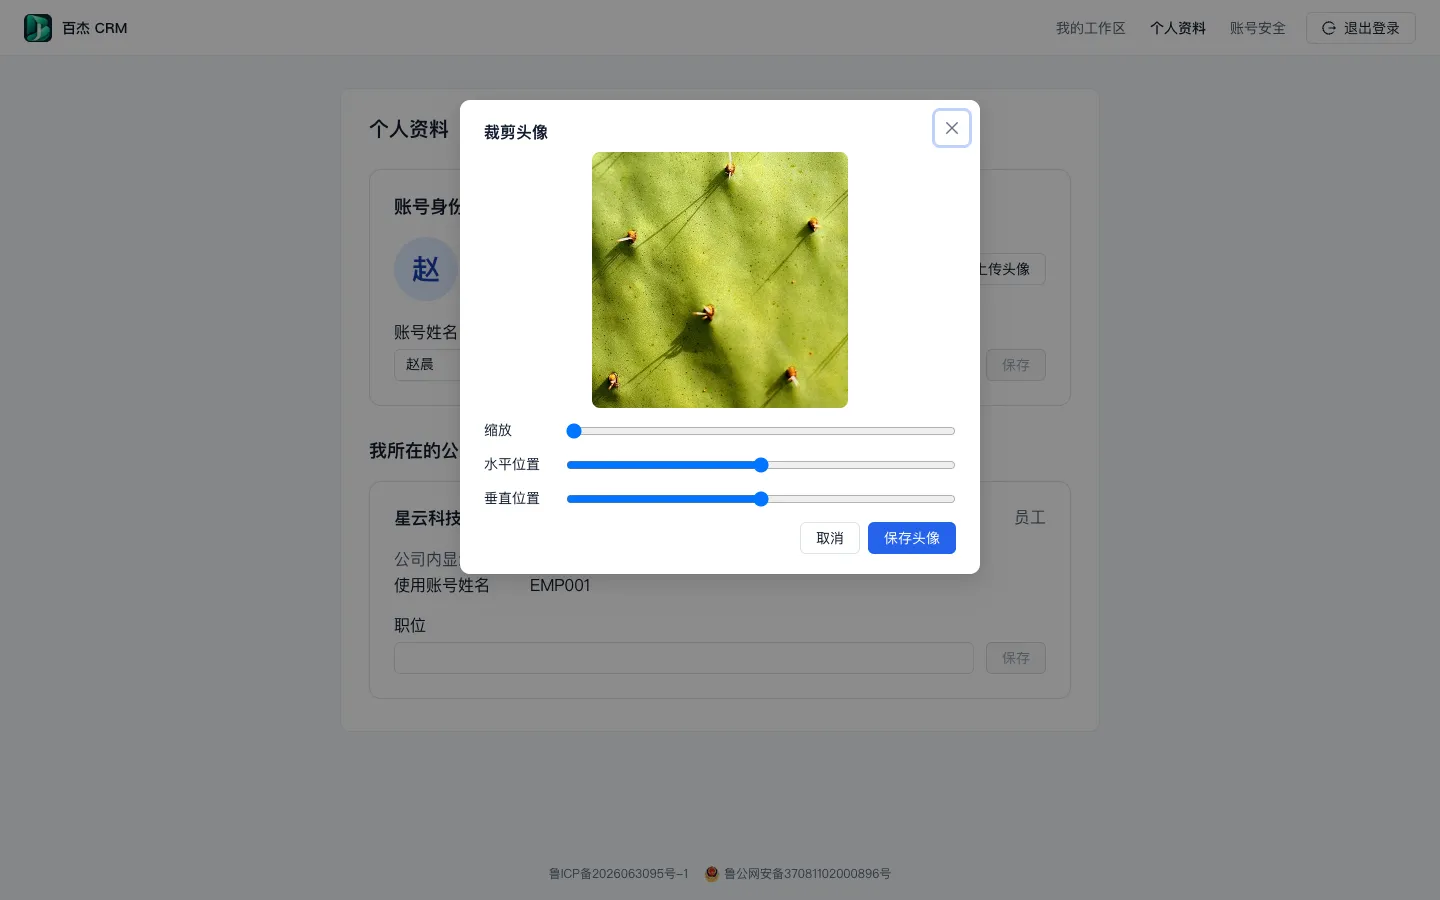 百杰 CRM
我的工作区
个人资料
账号安全
退出登录
个人资料
账号身份
赵
上传头像
账号姓名
赵晨
保存
裁剪头像
缩放
水平位置
垂直位置
取消
保存头像
我所在的公
星云科技
员工
公司内显
使用账号姓名
EMP001
职位
保存
鲁ICP备2026063095号-1
鲁公网安备37081102000896号